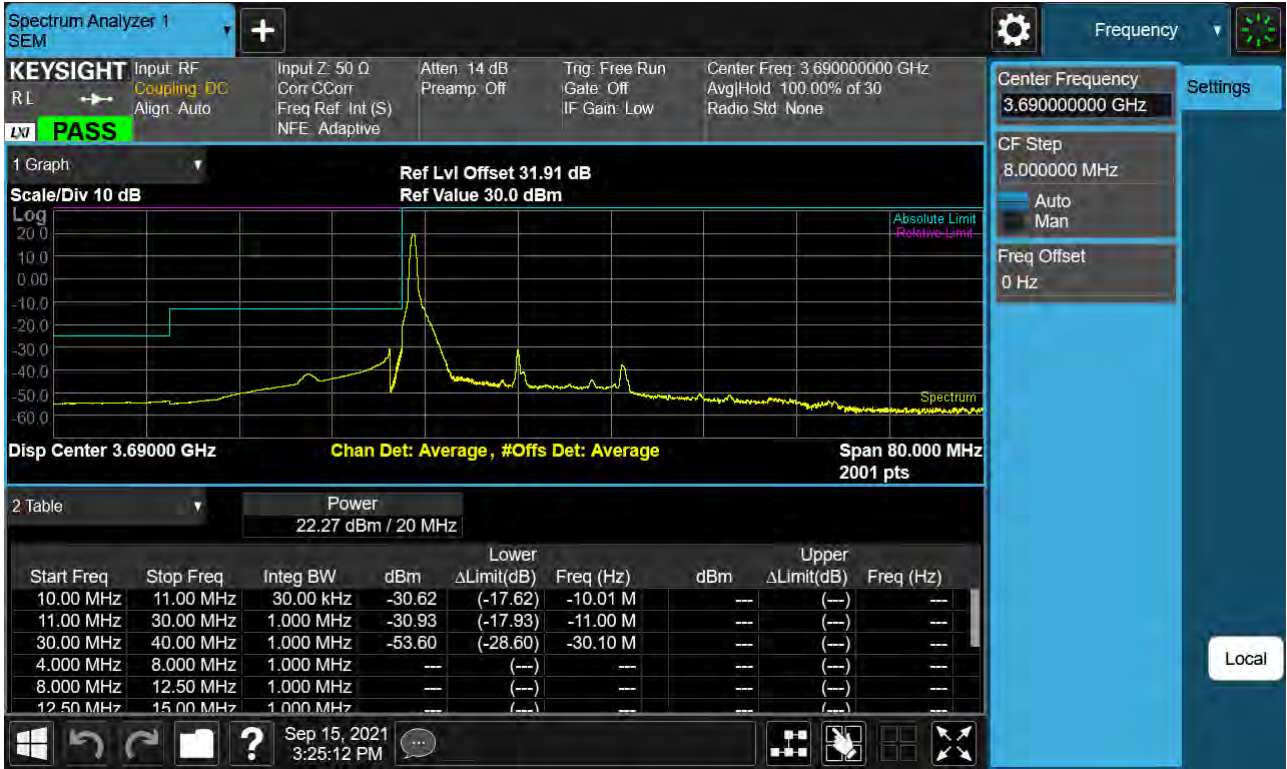 Spectrum Analyzer 1
SEM
+
Frequency
KEYSIGHT
R L
LXI
PASS
Input: RF
Coupling: DC
Align: Auto
Input Z: 50 Ω
Corr CCorr
Freq Ref: Int (S)
NFE: Adaptive
Atten: 14 dB
Preamp: Off
Trig: Free Run
Gate: Off
IF Gain: Low
Center Freq: 3.690000000 GHz
Avg|Hold: 100.00% of 30
Radio Std: None
Center Frequency
3.690000000 GHz
Settings
CF Step
8.000000 MHz
Auto
Man
Freq Offset
0 Hz
1 Graph
Scale/Div 10 dB
Ref Lvl Offset 31.91 dB
Ref Value 30.0 dBm
Log
Absolute Limit
Relative Limit
20.0
10.0
0.00
-10.0
-20.0
-30.0
-40.0
-50.0
-60.0
Spectrum
Disp Center 3.69000 GHz
Chan Det: Average, #Offs Det: Average
Span 80.000 MHz
2001 pts
2 Table
Power
22.27 dBm / 20 MHz
Lower Upper
Start Freq Stop Freq Integ BW dBm ΔLimit(dB) Freq (Hz) dBm ΔLimit(dB) Freq (Hz)
10.00 MHz 11.00 MHz 30.00 kHz -30.62 (-17.62) -10.01 M --- (---) ---
11.00 MHz 30.00 MHz 1.000 MHz -30.93 (-17.93) -11.00 M --- (---) ---
30.00 MHz 40.00 MHz 1.000 MHz -53.60 (-28.60) -30.10 M --- (---) ---
4.000 MHz 8.000 MHz 1.000 MHz --- (---) --- --- (---) ---
8.000 MHz 12.50 MHz 1.000 MHz --- (---) --- --- (---) ---
12.50 MHz 15.00 MHz 1.000 MHz --- (---) --- --- (---) ---
Local
?
Sep 15, 2021
3:25:12 PM